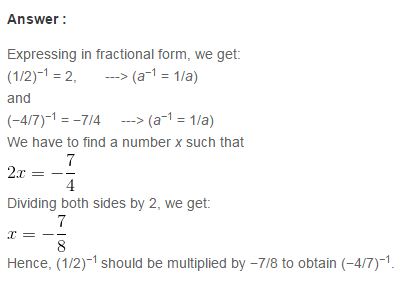 Answer :
Expressing in fractional form, we get:
(1/2)⁻¹ = 2, ---> (a⁻¹ = 1/a)
and
(−4/7)⁻¹ = −7/4 ---> (a⁻¹ = 1/a)
We have to find a number x such that
2x = −7/4
Dividing both sides by 2, we get:
x = −7/8
Hence, (1/2)⁻¹ should be multiplied by −7/8 to obtain (−4/7)⁻¹.